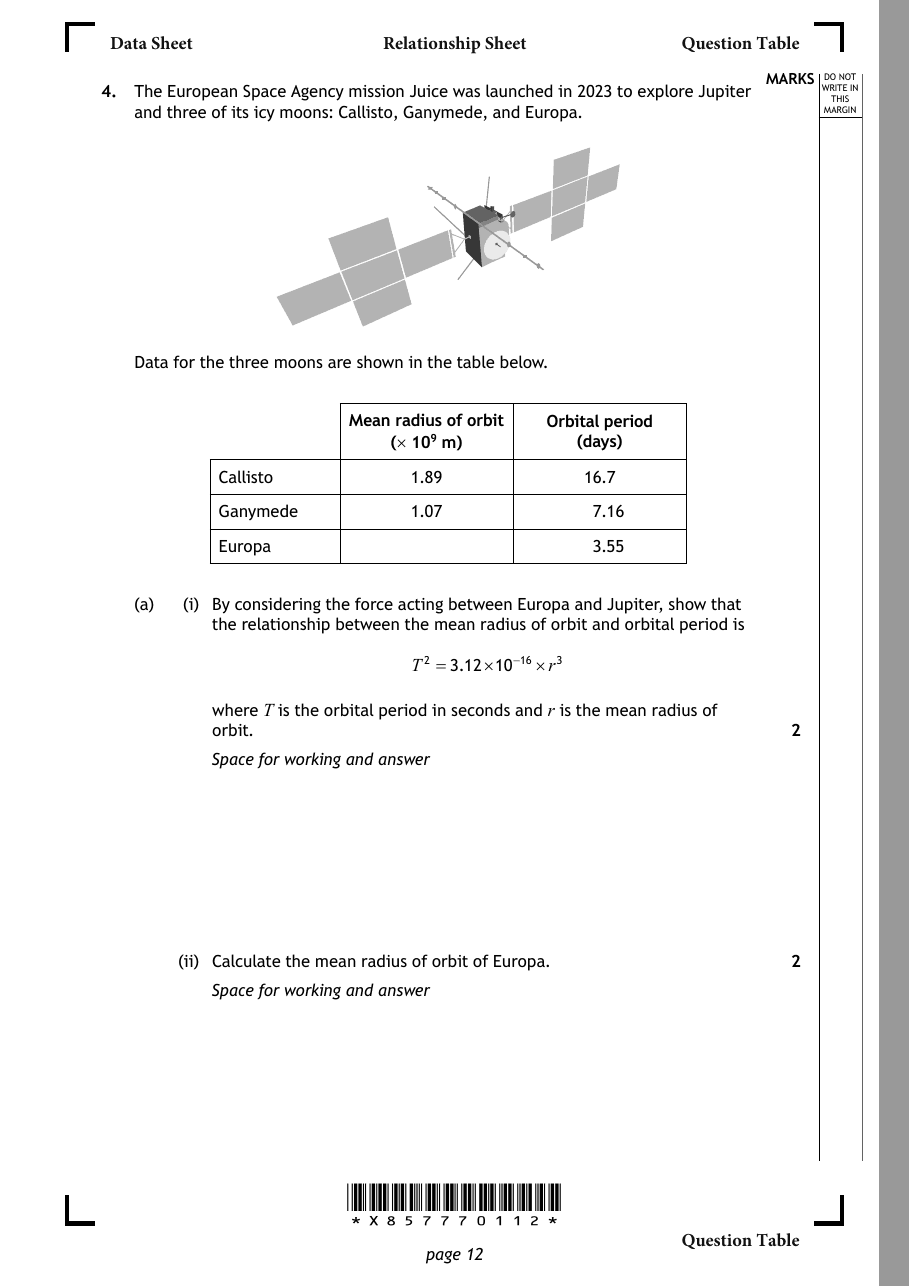 Data Sheet Relationship Sheet Question Table
MARKS
DO NOT
WRITE IN
THIS
MARGIN
4. The European Space Agency mission Juice was launched in 2023 to explore Jupiter
and three of its icy moons: Callisto, Ganymede, and Europa.
Data for the three moons are shown in the table below.
Mean radius of orbit
(× 10⁹ m)
Orbital period
(days)
Callisto 1.89 16.7
Ganymede 1.07 7.16
Europa 3.55
(a) (i) By considering the force acting between Europa and Jupiter, show that
the relationship between the mean radius of orbit and orbital period is
T² = 3.12×10⁻¹⁶ × r³
where T is the orbital period in seconds and r is the mean radius of
orbit. 2
Space for working and answer
(ii) Calculate the mean radius of orbit of Europa. 2
Space for working and answer
* X 8 5 7 7 7 0 1 1 2 *
page 12
Question Table